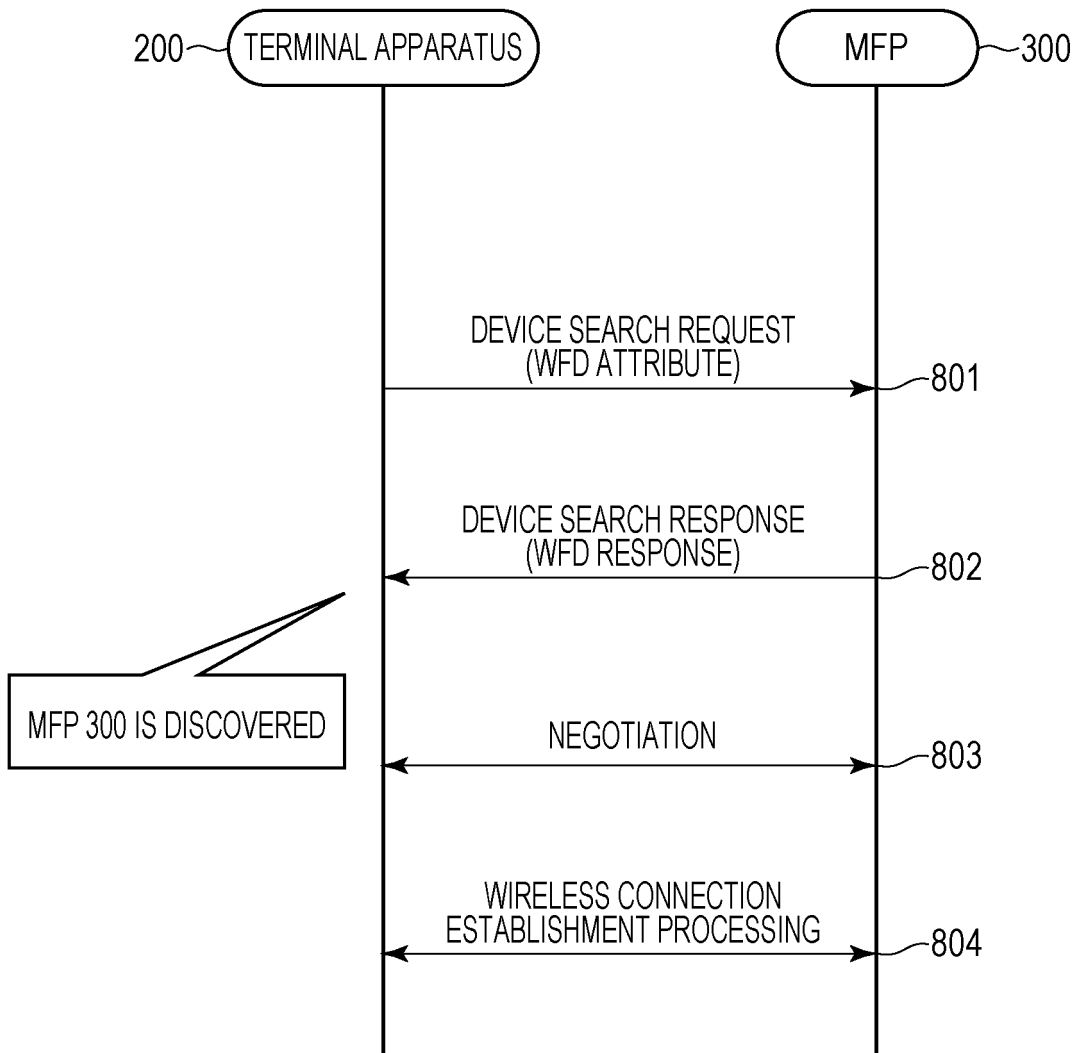 200
TERMINAL APPARATUS
MFP
300
DEVICE SEARCH REQUEST
(WFD ATTRIBUTE)
801
DEVICE SEARCH RESPONSE
(WFD RESPONSE)
802
MFP 300 IS DISCOVERED
NEGOTIATION
803
WIRELESS CONNECTION
ESTABLISHMENT PROCESSING
804